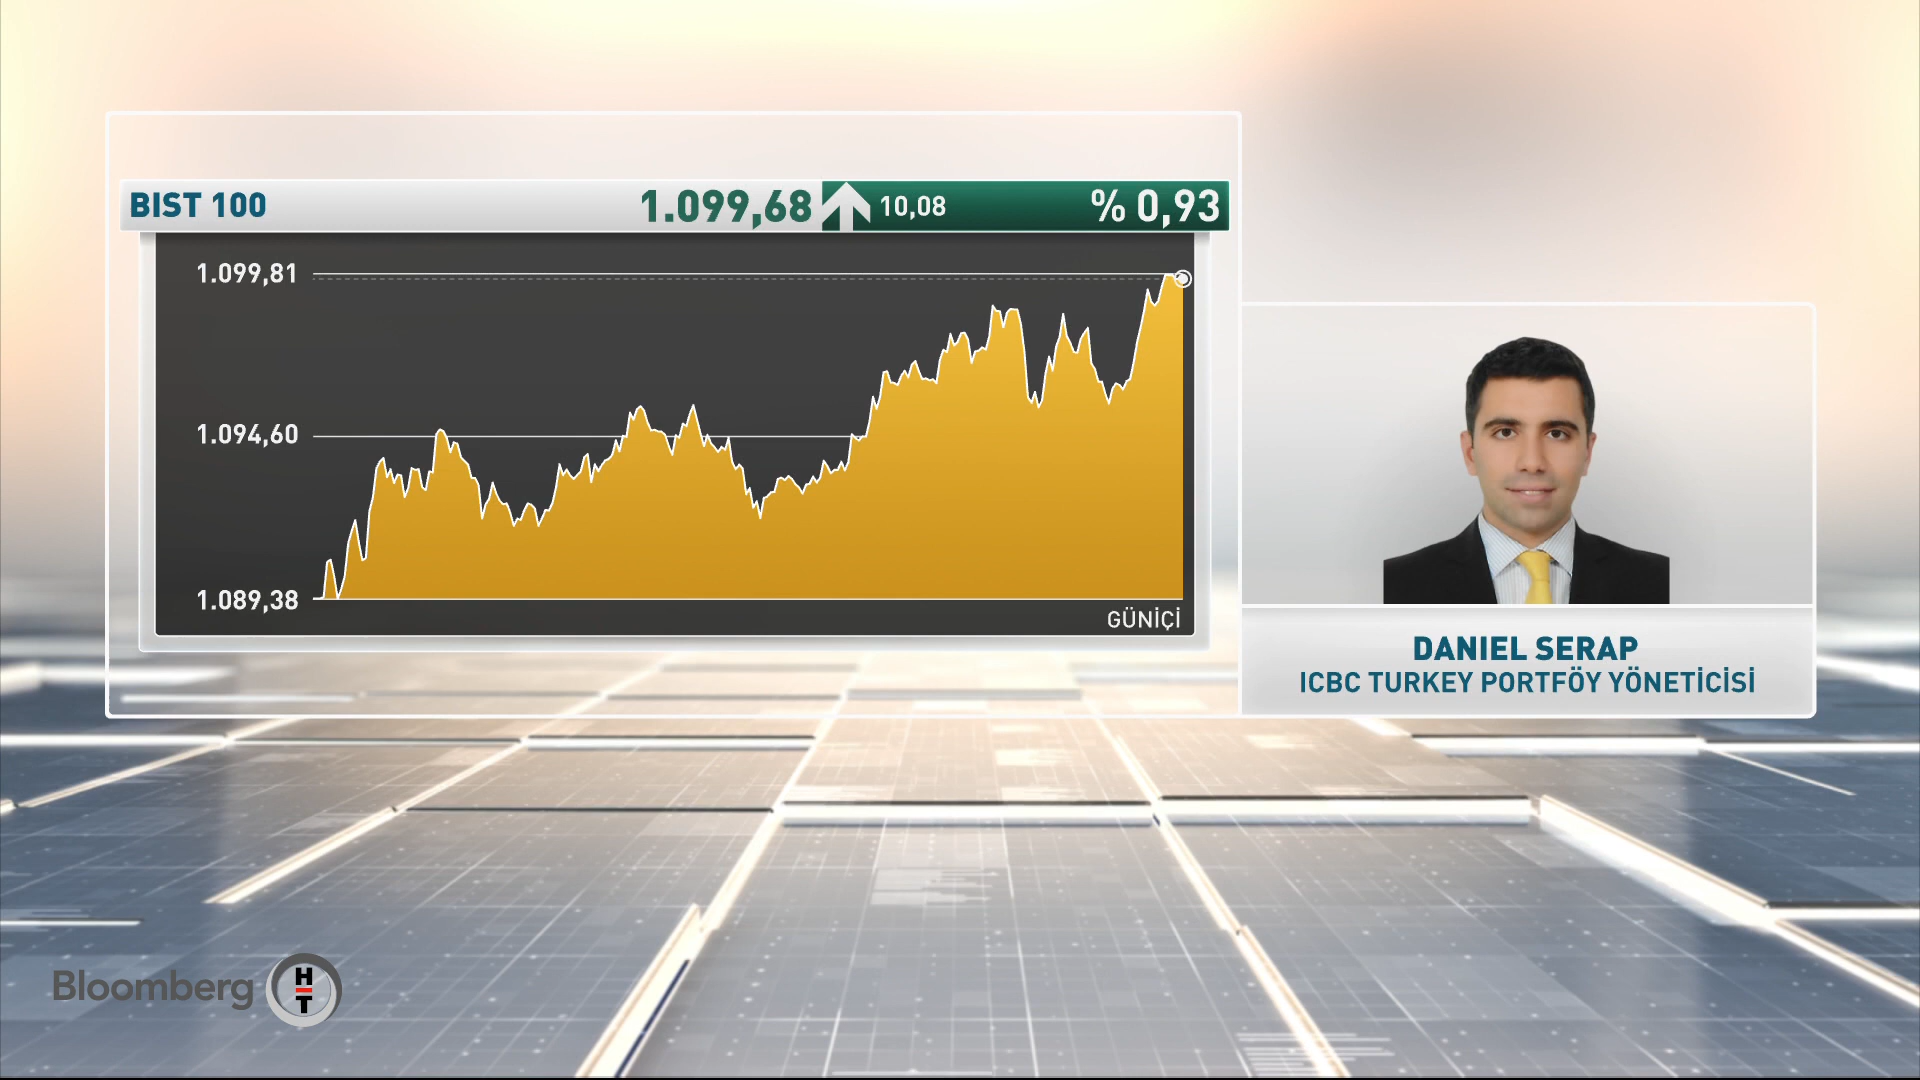 BIST 100 1.099,68 10,08 % 0,93
1.099,81
1.094,60
1.089,38
GÜNİÇİ
DANIEL SERAP
ICBC TURKEY PORTFÖY YÖNETİCİSİ
Bloomberg HT